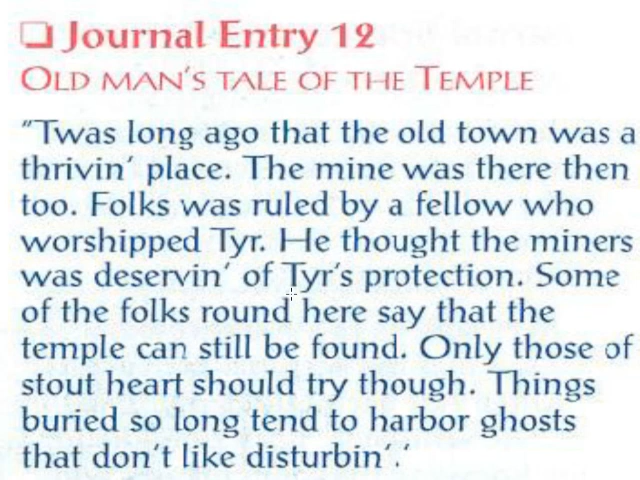 ❏ Journal Entry 12
OLD MAN'S TALE OF THE TEMPLE
"Twas long ago that the old town was a
thrivin' place. The mine was there then
too. Folks was ruled by a fellow who
worshipped Tyr. He thought the miners
was deservin' of Tyr's protection. Some
of the folks round here say that the
temple can still be found. Only those of
stout heart should try though. Things
buried so long tend to harbor ghosts
that don't like disturbin'.'